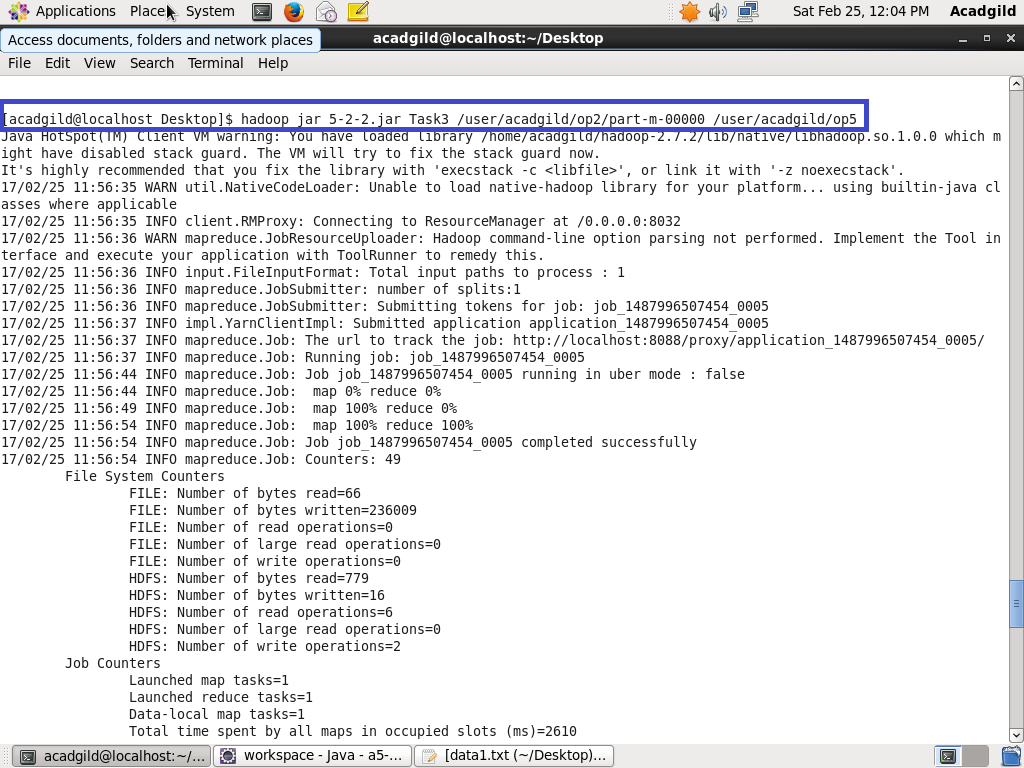 Applications Places System Sat Feb 25, 12:04 PM Acadgild
Access documents, folders and network places
acadgild@localhost:~/Desktop
File Edit View Search Terminal Help
[acadgild@localhost Desktop]$ hadoop jar 5-2-2.jar Task3 /user/acadgild/op2/part-m-00000 /user/acadgild/op5
Java HotSpot(TM) Client VM warning: You have loaded library /home/acadgild/hadoop-2.7.2/lib/native/libhadoop.so.1.0.0 which m
ight have disabled stack guard. The VM will try to fix the stack guard now.
It's highly recommended that you fix the library with 'execstack -c <libfile>', or link it with '-z noexecstack'.
17/02/25 11:56:35 WARN util.NativeCodeLoader: Unable to load native-hadoop library for your platform... using builtin-java cl
asses where applicable
17/02/25 11:56:35 INFO client.RMProxy: Connecting to ResourceManager at /0.0.0.0:8032
17/02/25 11:56:36 WARN mapreduce.JobResourceUploader: Hadoop command-line option parsing not performed. Implement the Tool in
terface and execute your application with ToolRunner to remedy this.
17/02/25 11:56:36 INFO input.FileInputFormat: Total input paths to process : 1
17/02/25 11:56:36 INFO mapreduce.JobSubmitter: number of splits:1
17/02/25 11:56:36 INFO mapreduce.JobSubmitter: Submitting tokens for job: job_1487996507454_0005
17/02/25 11:56:37 INFO impl.YarnClientImpl: Submitted application application_1487996507454_0005
17/02/25 11:56:37 INFO mapreduce.Job: The url to track the job: http://localhost:8088/proxy/application_1487996507454_0005/
17/02/25 11:56:37 INFO mapreduce.Job: Running job: job_1487996507454_0005
17/02/25 11:56:44 INFO mapreduce.Job: Job job_1487996507454_0005 running in uber mode : false
17/02/25 11:56:44 INFO mapreduce.Job:  map 0% reduce 0%
17/02/25 11:56:49 INFO mapreduce.Job:  map 100% reduce 0%
17/02/25 11:56:54 INFO mapreduce.Job:  map 100% reduce 100%
17/02/25 11:56:54 INFO mapreduce.Job: Job job_1487996507454_0005 completed successfully
17/02/25 11:56:54 INFO mapreduce.Job: Counters: 49
File System Counters
FILE: Number of bytes read=66
FILE: Number of bytes written=236009
FILE: Number of read operations=0
FILE: Number of large read operations=0
FILE: Number of write operations=0
HDFS: Number of bytes read=779
HDFS: Number of bytes written=16
HDFS: Number of read operations=6
HDFS: Number of large read operations=0
HDFS: Number of write operations=2
Job Counters
Launched map tasks=1
Launched reduce tasks=1
Data-local map tasks=1
Total time spent by all maps in occupied slots (ms)=2610
acadgild@localhost:~/... workspace - Java - a5-... [data1.txt (~/Desktop)...